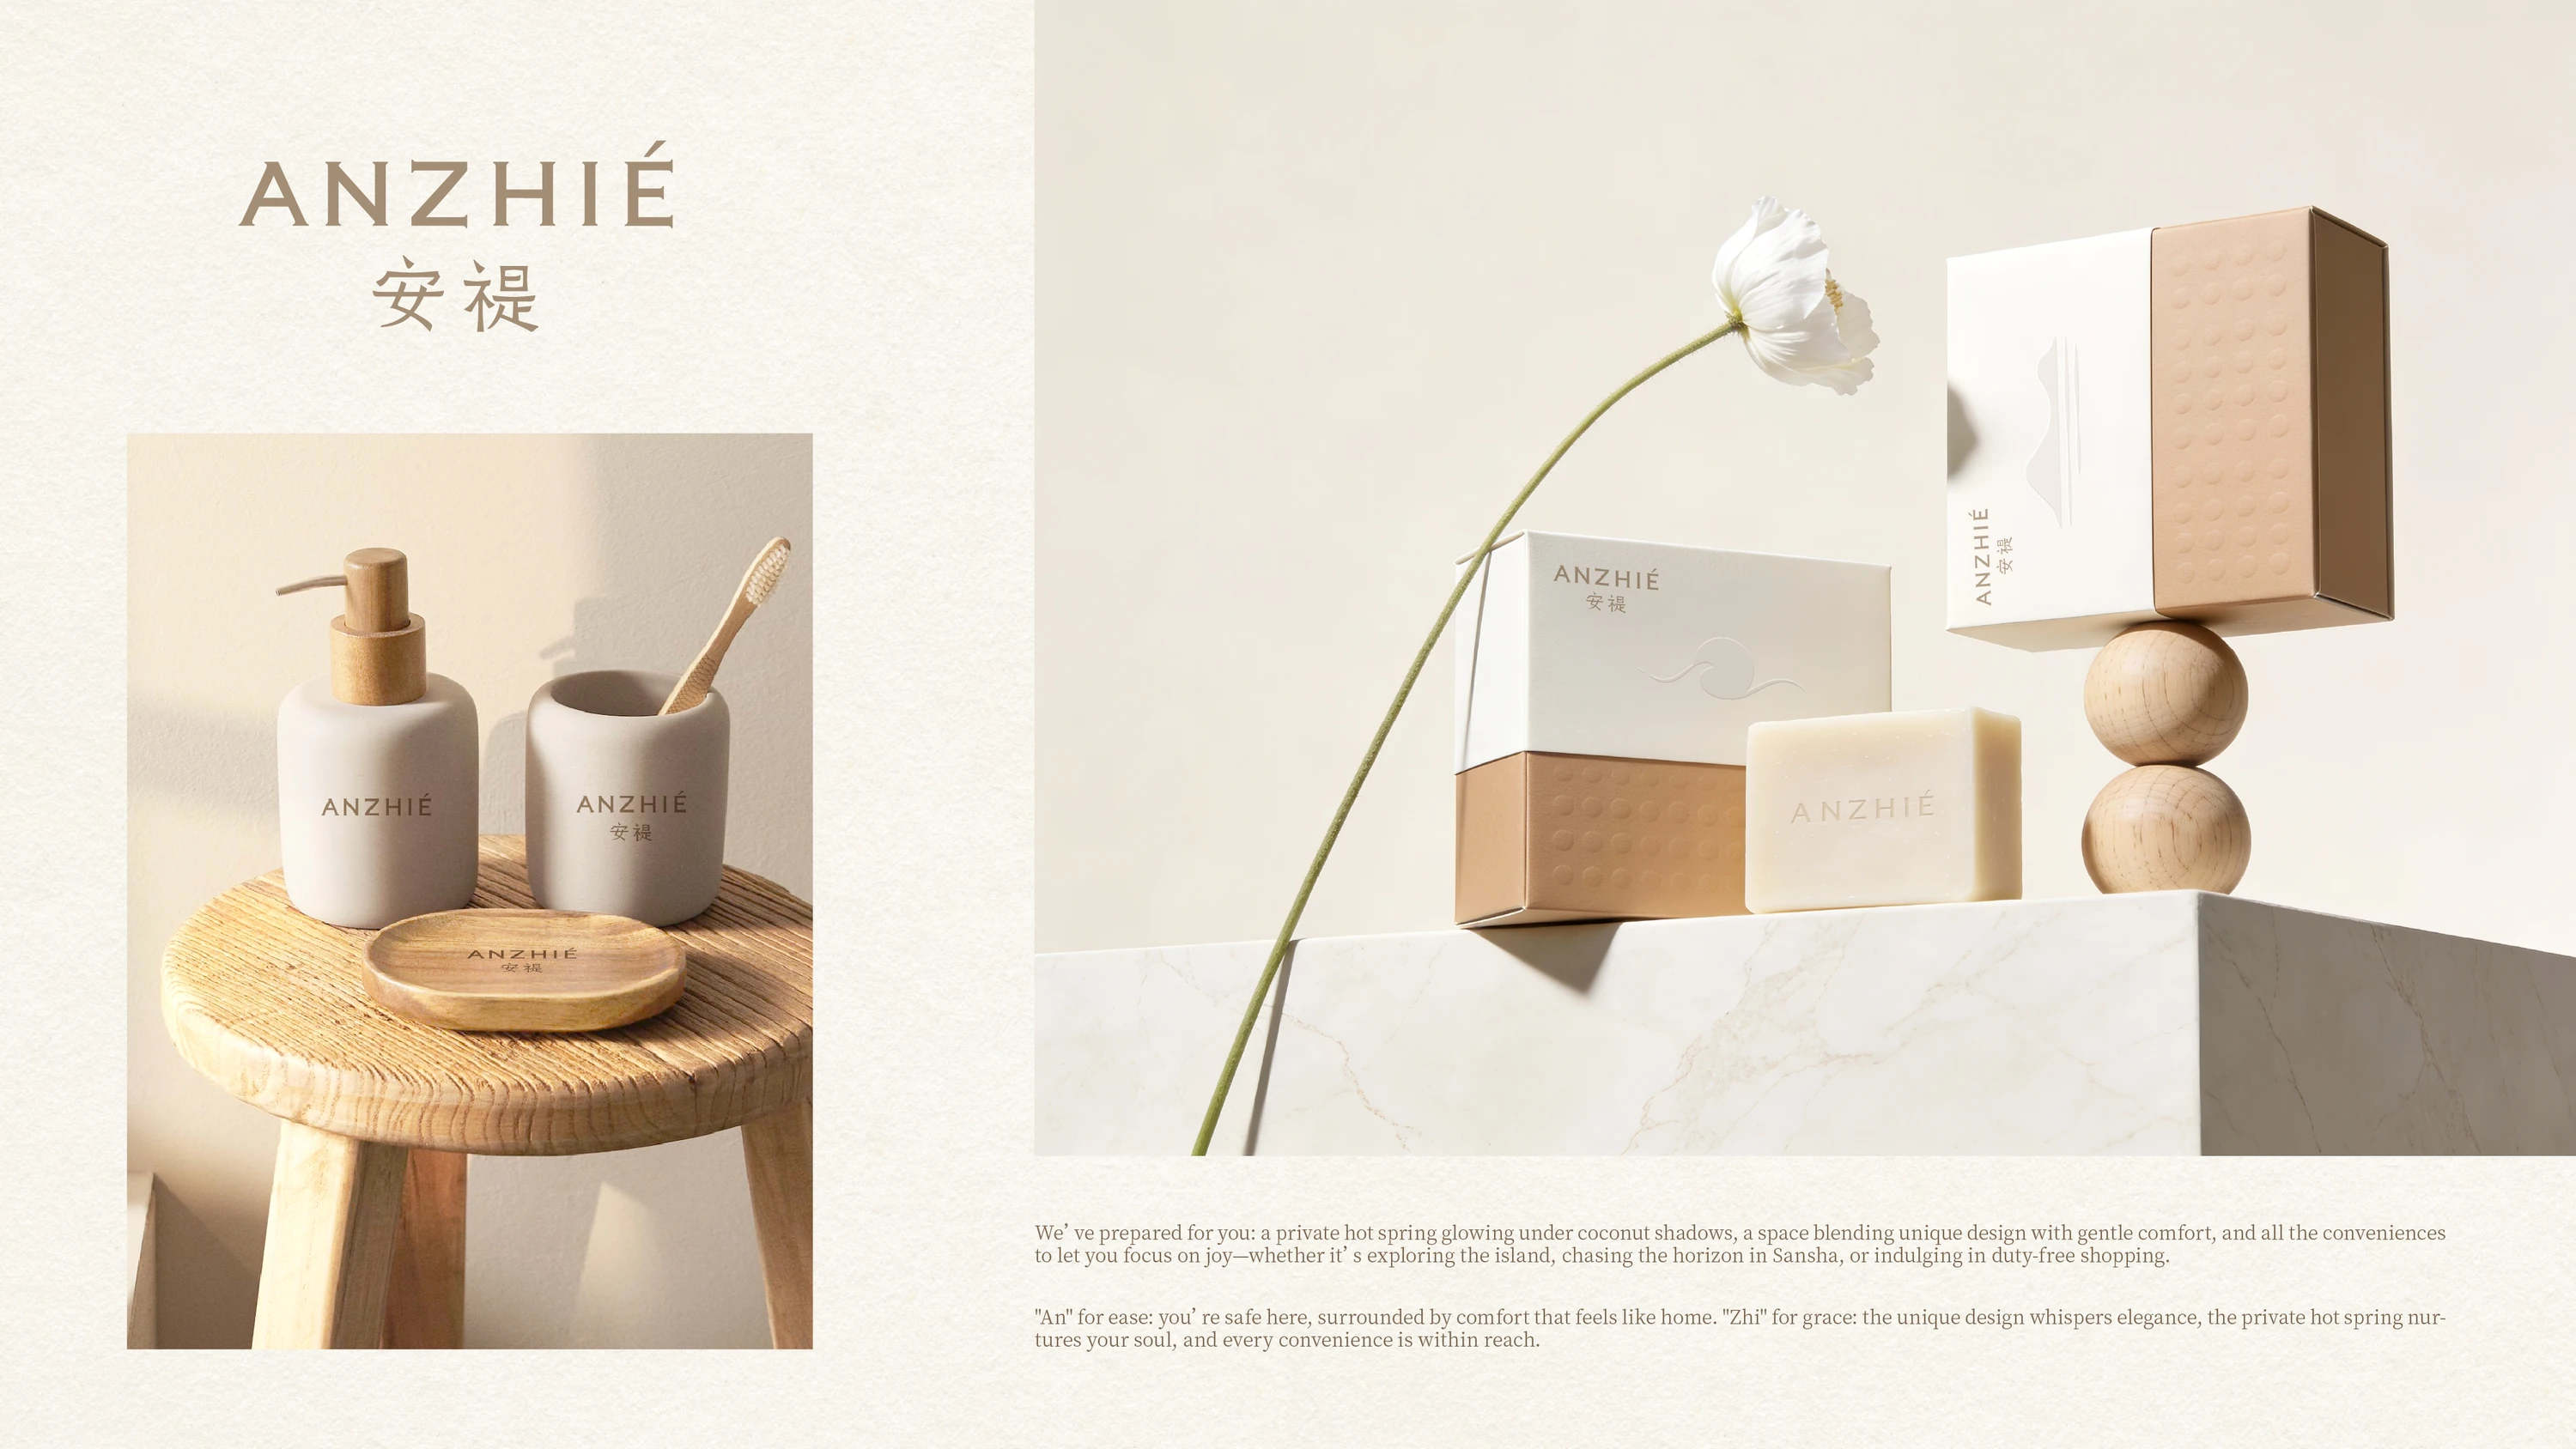 ANZHIÉ
安禔
ANZHIÉ
ANZHIÉ
安禔
ANZHIÉ
安禔
ANZHIÉ
安禔
ANZHIÉ
安禔
ANZHIÉ
We’ ve prepared for you: a private hot spring glowing under coconut shadows, a space blending unique design with gentle comfort, and all the conveniences
to let you focus on joy—whether it’ s exploring the island, chasing the horizon in Sansha, or indulging in duty-free shopping.
"An" for ease: you’ re safe here, surrounded by comfort that feels like home. "Zhi" for grace: the unique design whispers elegance, the private hot spring nur-
tures your soul, and every convenience is within reach.